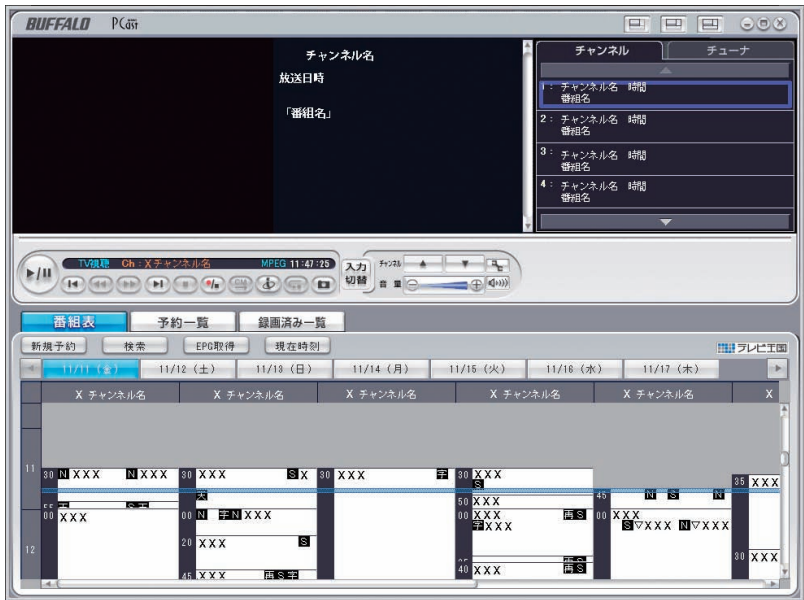 BUFFALO PCast
チャンネル名
放送日時
「番組名」
チャンネル チューナ
1: チャンネル名 時間
番組名
2: チャンネル名 時間
番組名
3: チャンネル名 時間
番組名
4: チャンネル名 時間
番組名
TV視聴 Ch:Xチャンネル名 MPEG 11:47:25
入力切替
チャンネル
音量
番組表 予約一覧 録画済み一覧
新規予約 検索 EPG取得 現在時刻 テレビ王国
11/11 (金) 11/12 (土) 11/13 (日) 11/14 (月) 11/15 (火) 11/16 (水) 11/17 (木)
X チャンネル名 X チャンネル名 X チャンネル名 X チャンネル名 X チャンネル名 X
11
30 N XXX N XXX 30 XXX S X 30 XXX 字 30 XXX
S
35 XXX
天
45 N S N
50 XXX
00 XXX 00 N 字 N XXX 00 XXX 再 S 00 XXX
字 XXX S▽XXX N▽XXX
20 XXX S
12
30 XXX
40 XXX 再 S
45 XXX 再 S 字